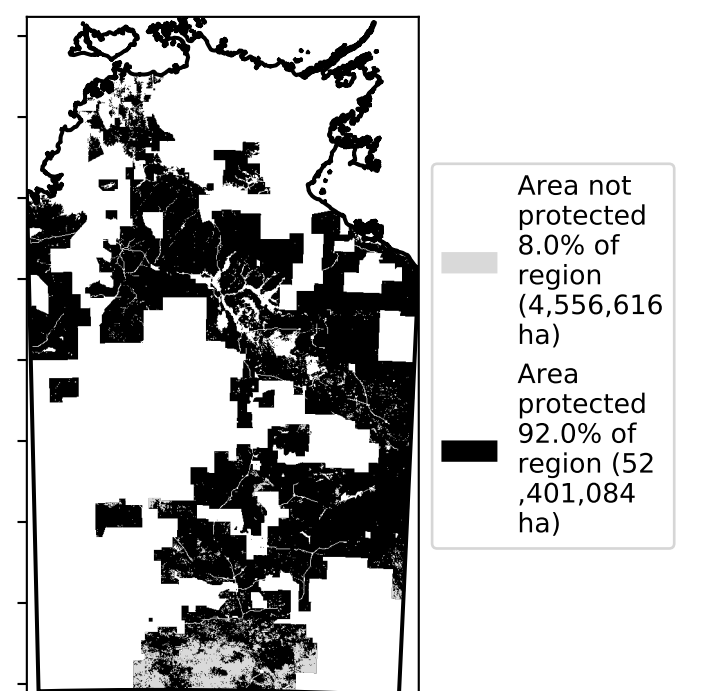 Area not
protected
8.0% of
region
(4,556,616
ha)
Area
protected
92.0% of
region (52
,401,084
ha)